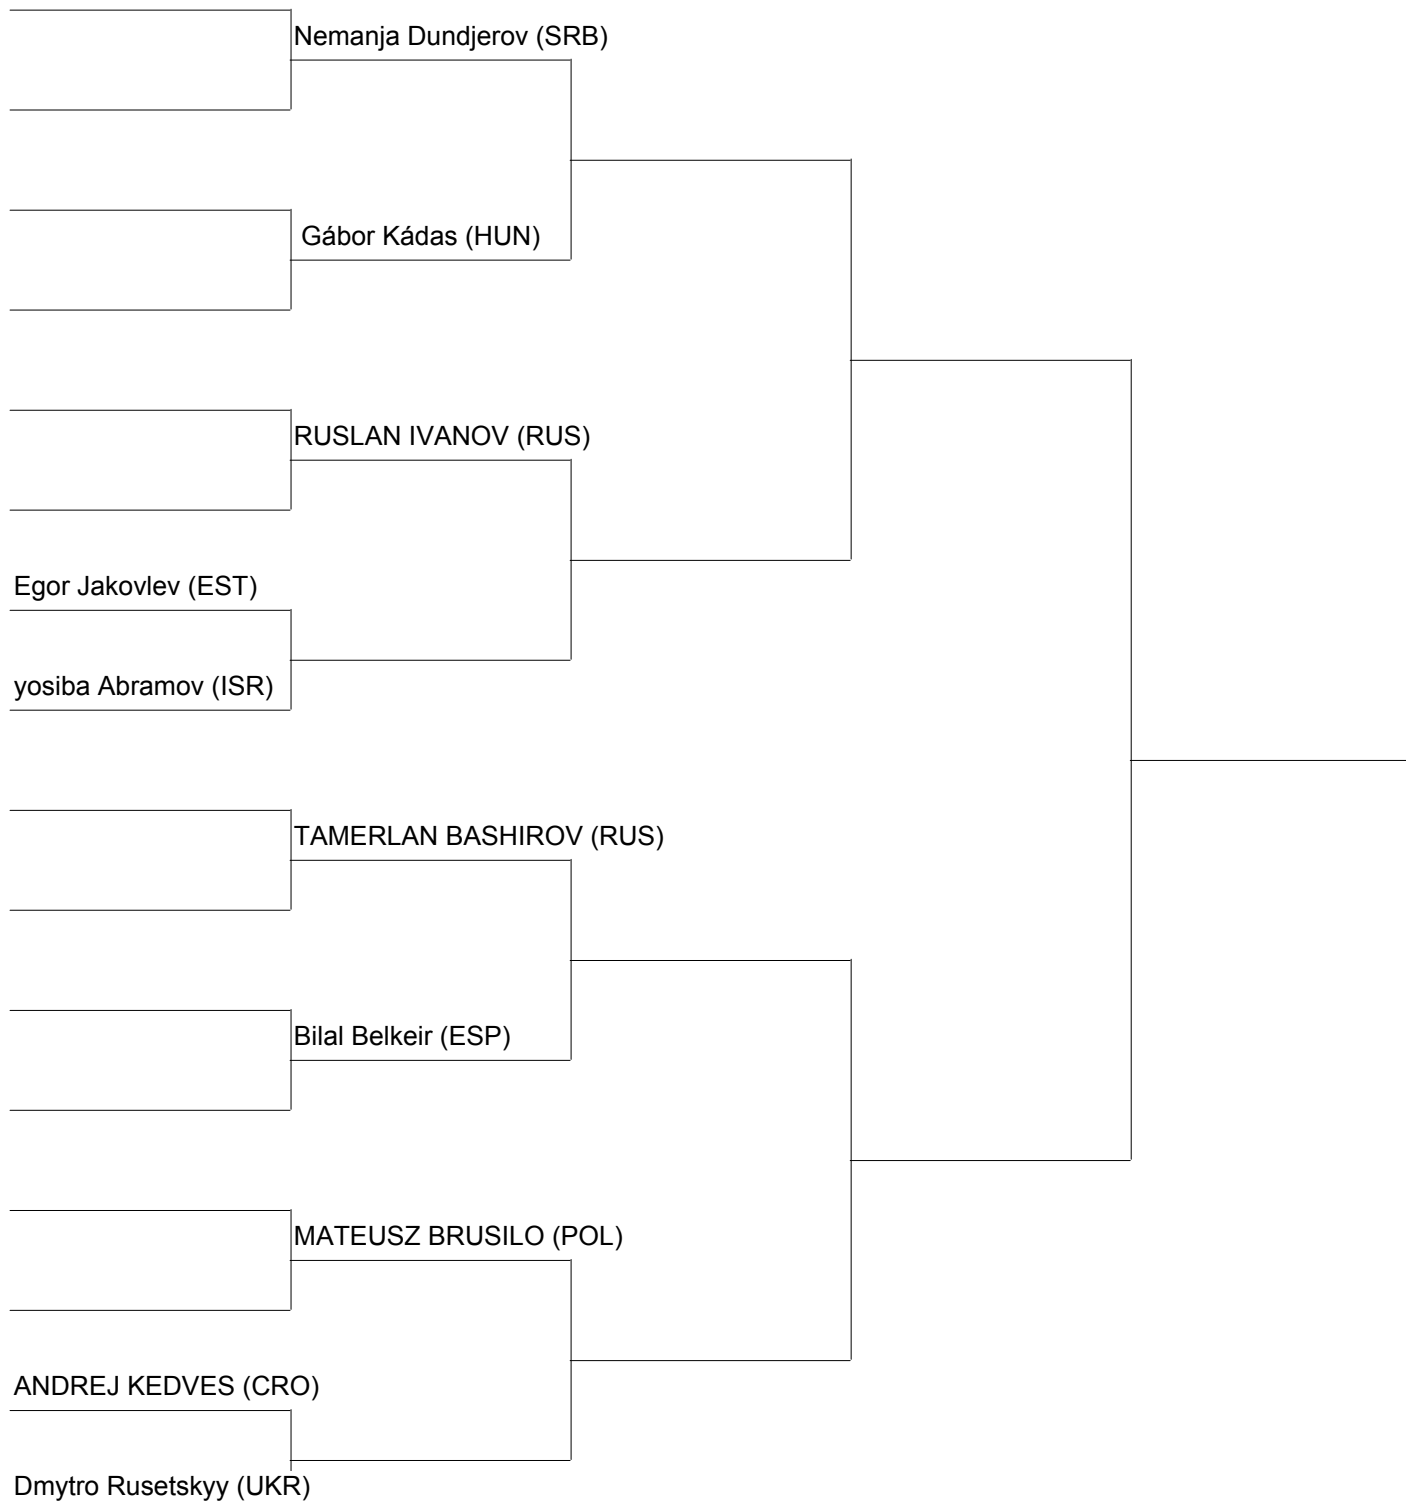 Nemanja Dundjerov (SRB)
Gábor Kádas (HUN)
RUSLAN IVANOV (RUS)
Egor Jakovlev (EST)
yosiba Abramov (ISR)
TAMERLAN BASHIROV (RUS)
Bilal Belkeir (ESP)
MATEUSZ BRUSILO (POL)
ANDREJ KEDVES (CRO)
Dmytro Rusetskyy (UKR)